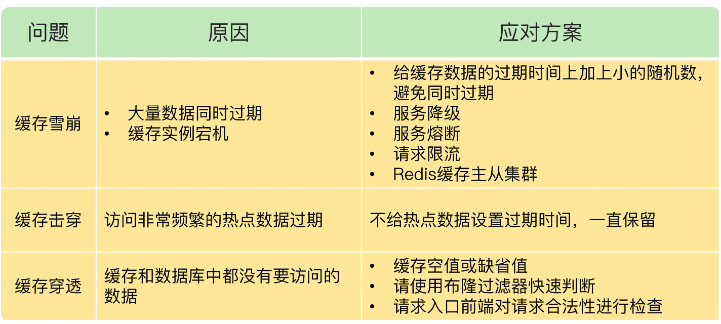 问题 原因 应对方案
缓存雪崩
• 大量数据同时过期
• 缓存实例宕机
• 给缓存数据的过期时间上加上小的随机数，
避免同时过期
• 服务降级
• 服务熔断
• 请求限流
• Redis缓存主从集群
缓存击穿
访问非常频繁的热点数据过期
不给热点数据设置过期时间，一直保留
缓存穿透
缓存和数据库中都没有要访问的
数据
• 缓存空值或缺省值
• 请使用布隆过滤器快速判断
• 请求入口前端对请求合法性进行检查